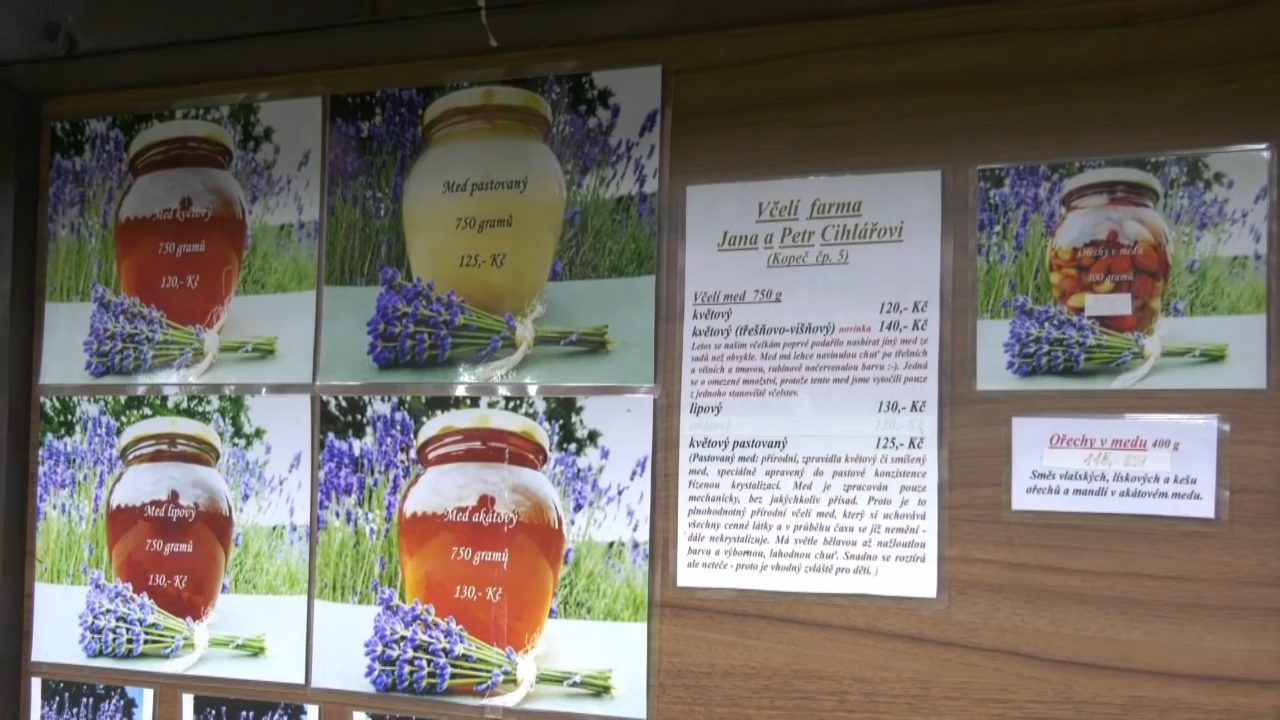 Med květový
750 gramů
120,- Kč
Med pastovaný
750 gramů
125,- Kč
Med lipový
750 gramů
130,- Kč
Med akátový
750 gramů
130,- Kč
Včelí farma
Jana a Petr Cihlářovi
(Kopeč čp. 5)
Včelí med 750 g
květový 120,- Kč
květový (třešňovo-višňový) novinka 140,- Kč
Letos se našim včelkám poprvé podařilo nasbírat jiný med ze
sadů než obvykle. Med má lehce navinulou chuť po třešních
a višních a tmavou, rubínově načervenalou barvu :-). Jedná
se o omezené množství, protože tento med jsme vytočili pouze
z jednoho stanoviště včelstev.
lipový 130,- Kč
akátový 130,- Kč
květový pastovaný 125,- Kč
(Pastovaný med: přírodní, zpravidla květový či smíšený
med, speciálně upravený do pastové konzistence
řízenou krystalizací. Med je zpracován pouze
mechanicky, bez jakýchkoliv přísad. Proto je to
plnohodnotný přírodní včelí med, který si uchovává
všechny cenné látky a v průběhu času se již nemění -
dále nekrystalizuje. Má světle bělavou až nažloutlou
barvu a výbornou, lahodnou chuť. Snadno se roztírá
ale neteče - proto je vhodný zvláště pro děti. )
Ořechy v medu
400 gramů
Ořechy v medu 400 g
Směs vlašských, lískových a kešu
ořechů a mandlí v akátovém medu.